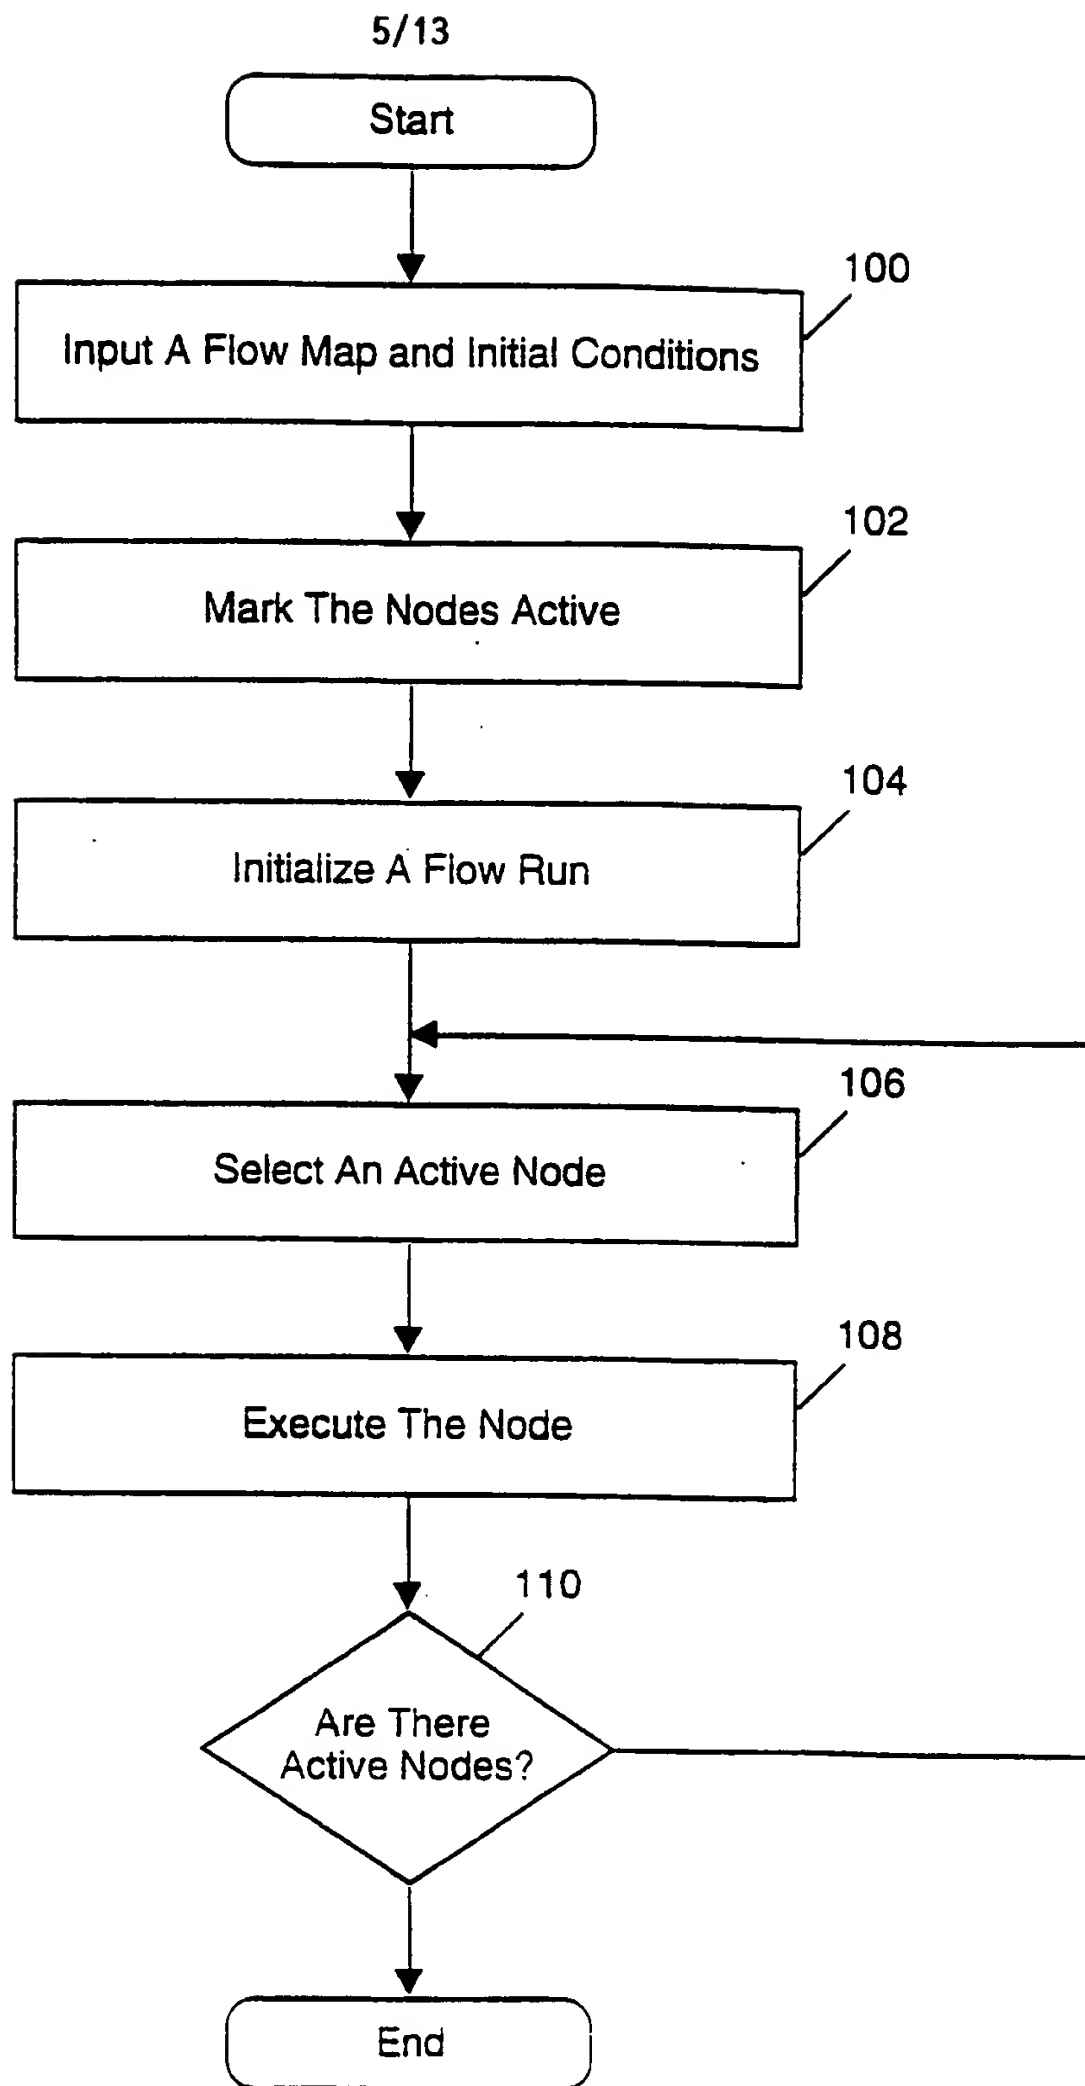 5/13
Start
100
Input A Flow Map and Initial Conditions
102
Mark The Nodes Active
104
Initialize A Flow Run
106
Select An Active Node
108
Execute The Node
110
Are There
Active Nodes?
End